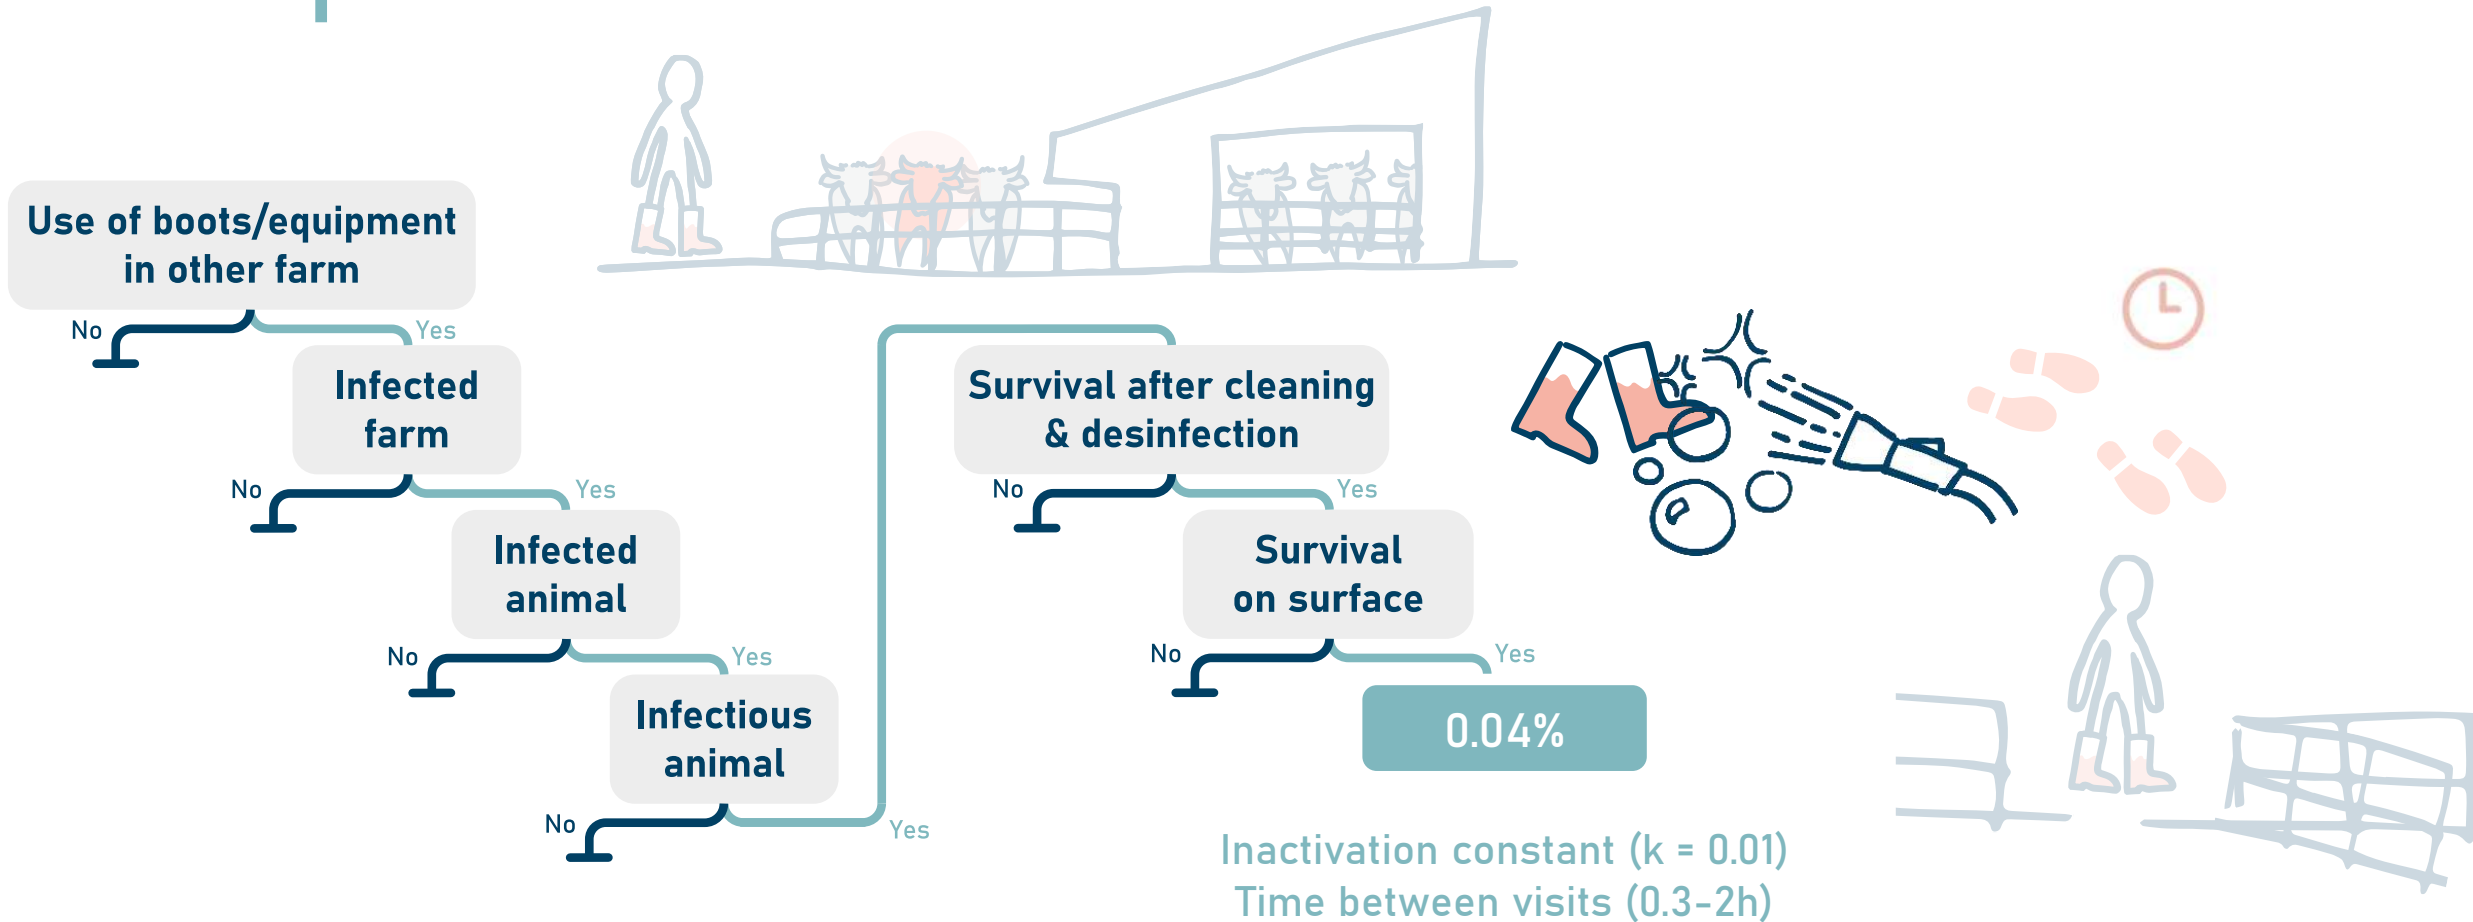 Use of boots/equipment
in other farm
No
Yes
Infected
farm
No
Yes
Infected
animal
No
Yes
Infectious
animal
No
Yes
Survival after cleaning
& desinfection
No
Yes
Survival
on surface
No
Yes
0.04%
Inactivation constant (k = 0.01)
Time between visits (0.3-2h)